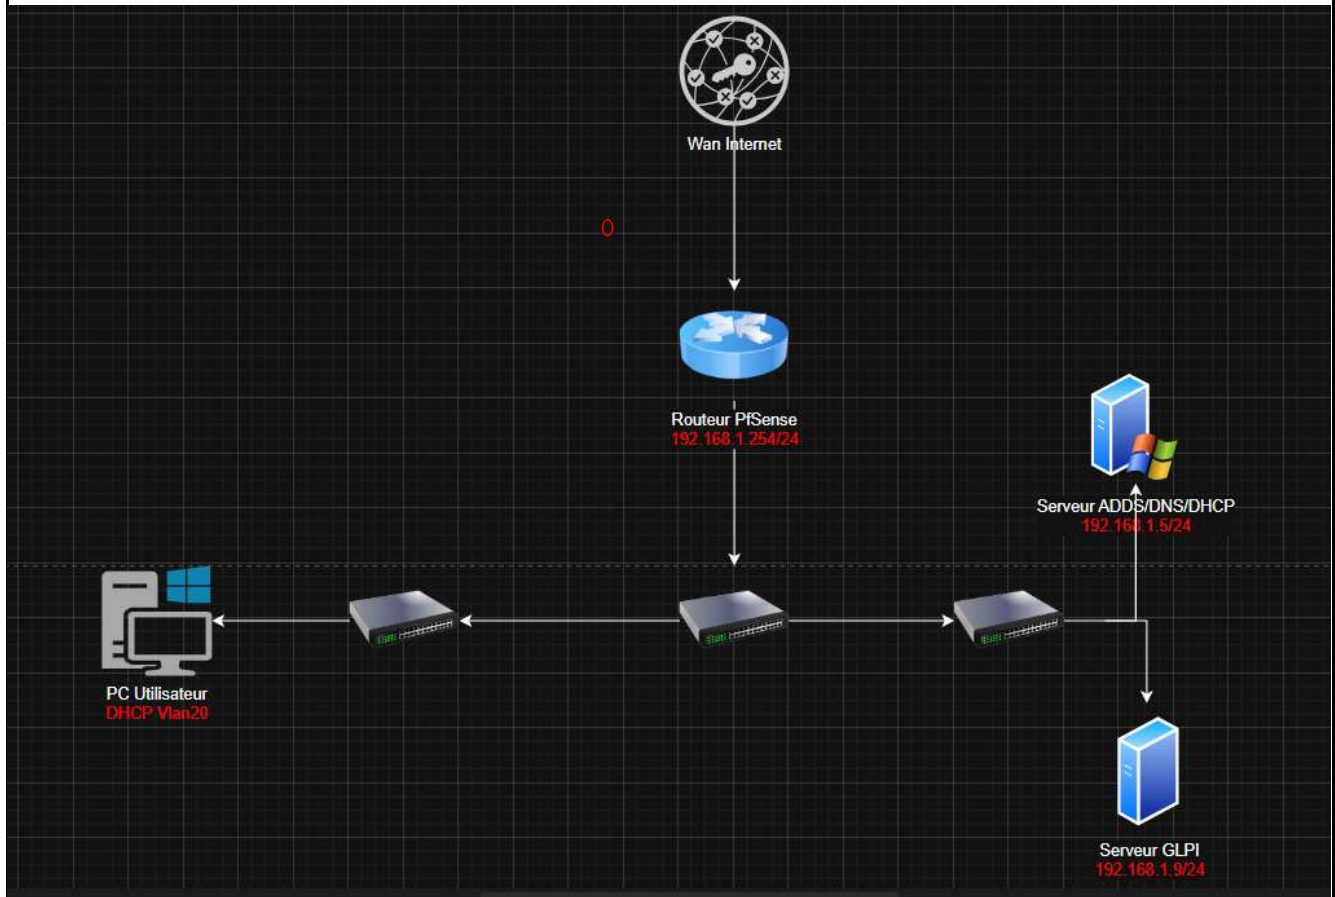 Wan Internet
Routeur PfSense
192.168.1.254/24
Serveur ADDS/DNS/DHCP
192.168.1.5/24
PC Utilisateur
DHCP Vlan20
Serveur GLPI
192.168.1.9/24